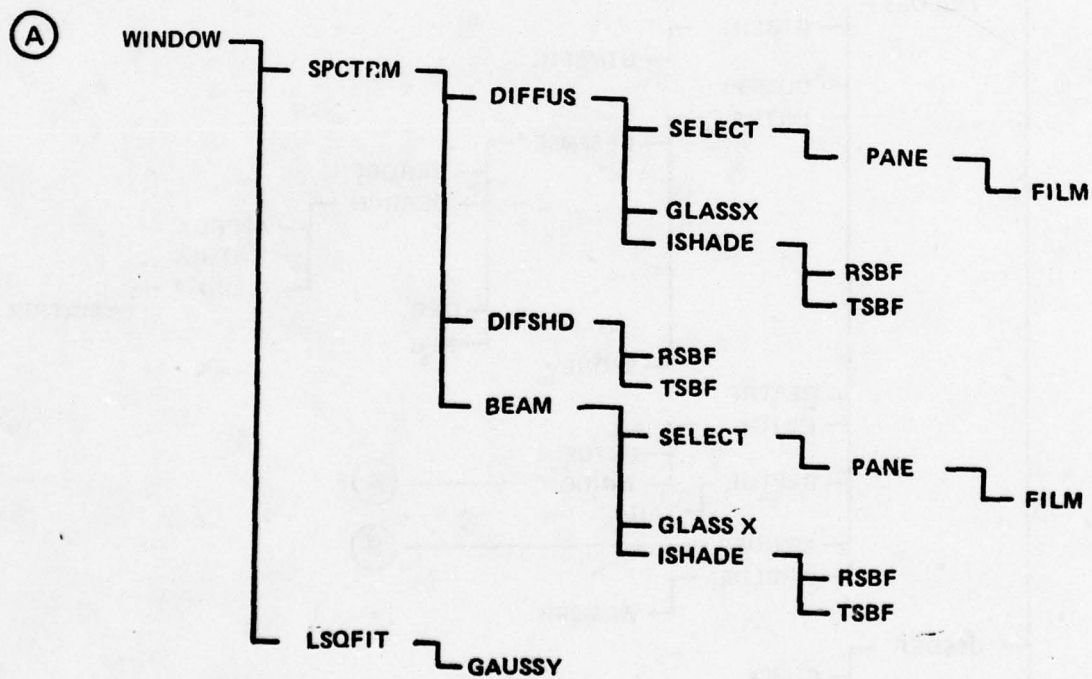 A
WINDOW
SPCTRM
DIFFUS
SELECT
PANE
FILM
GLASSX
ISHADE
RSBF
TSBF
DIFSHD
RSBF
TSBF
BEAM
SELECT
PANE
FILM
GLASS X
ISHADE
RSBF
TSBF
LSQFIT
GAUSSY